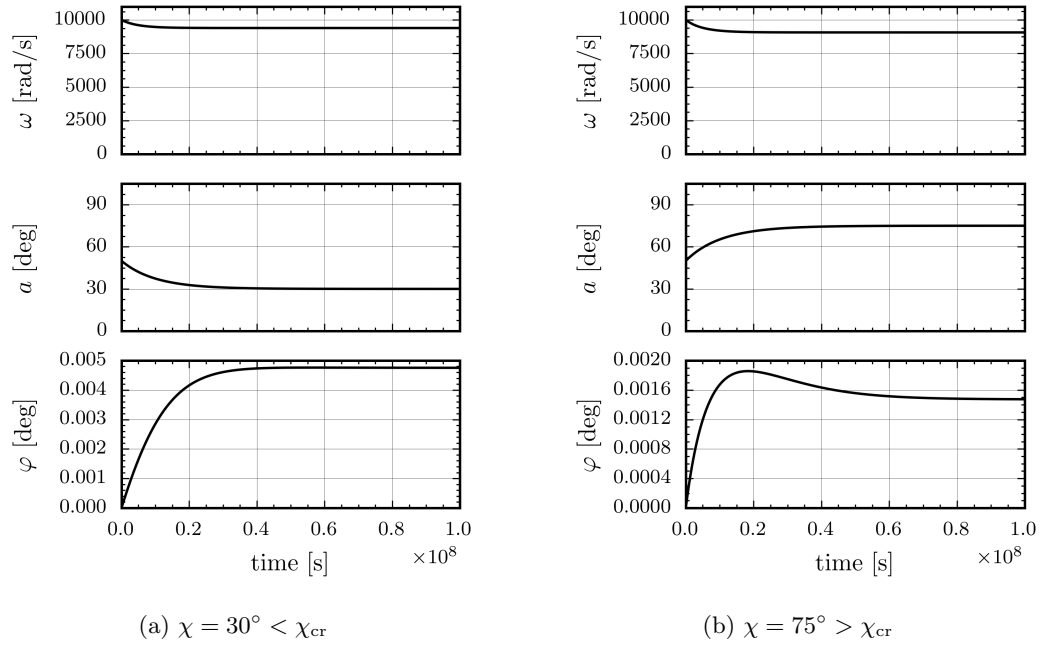 10000
7500
5000
2500
0
ω [rad/s]
90
60
30
0
a [deg]
0.005
0.004
0.003
0.002
0.001
0.000
φ [deg]
0.0 0.2 0.4 0.6 0.8 1.0
×10⁸
time [s]
(a) χ = 30° < χcr
10000
7500
5000
2500
0
ω [rad/s]
90
60
30
0
a [deg]
0.0020
0.0016
0.0012
0.0008
0.0004
0.0000
φ [deg]
0.0 0.2 0.4 0.6 0.8 1.0
×10⁸
time [s]
(b) χ = 75° > χcr